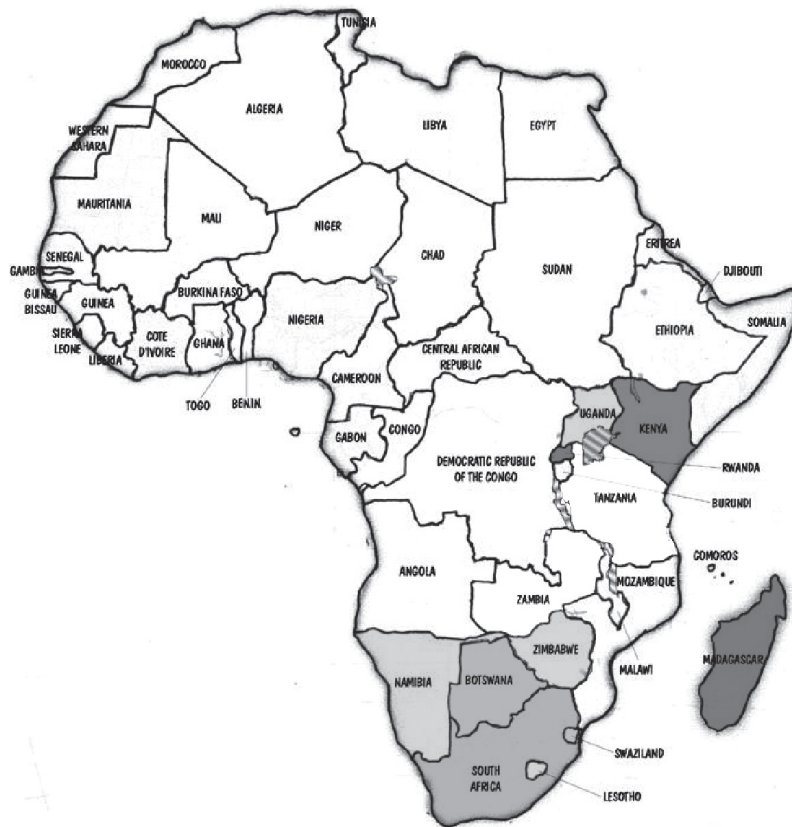 TUNISIA
MOROCCO
ALGERIA
LIBYA
EGYPT
WESTERN
SAHARA
MAURITANIA
MALI
NIGER
CHAD
SUDAN
ERITREA
DJIBOUTI
SENEGAL
GAMBI
GUINEA
BISSAU
GUINEA
BURKINA FASO
NIGERIA
ETHIOPIA
SOMALIA
SIERRA
LEONE
LIBERIA
COTE
D'IVOIRE
GHANA
TOGO
BENIN
CAMEROON
CENTRAL AFRICAN
REPUBLIC
UGANDA
KENYA
GABON
CONGO
DEMOCRATIC REPUBLIC
OF THE CONGO
RWANDA
BURUNDI
TANZANIA
COMOROS
ANGOLA
ZAMBIA
MOZAMBIQUE
MALAWI
MADAGASCAR
NAMIBIA
BOTSWANA
ZIMBABWE
SWAZILAND
SOUTH
AFRICA
LESOTHO